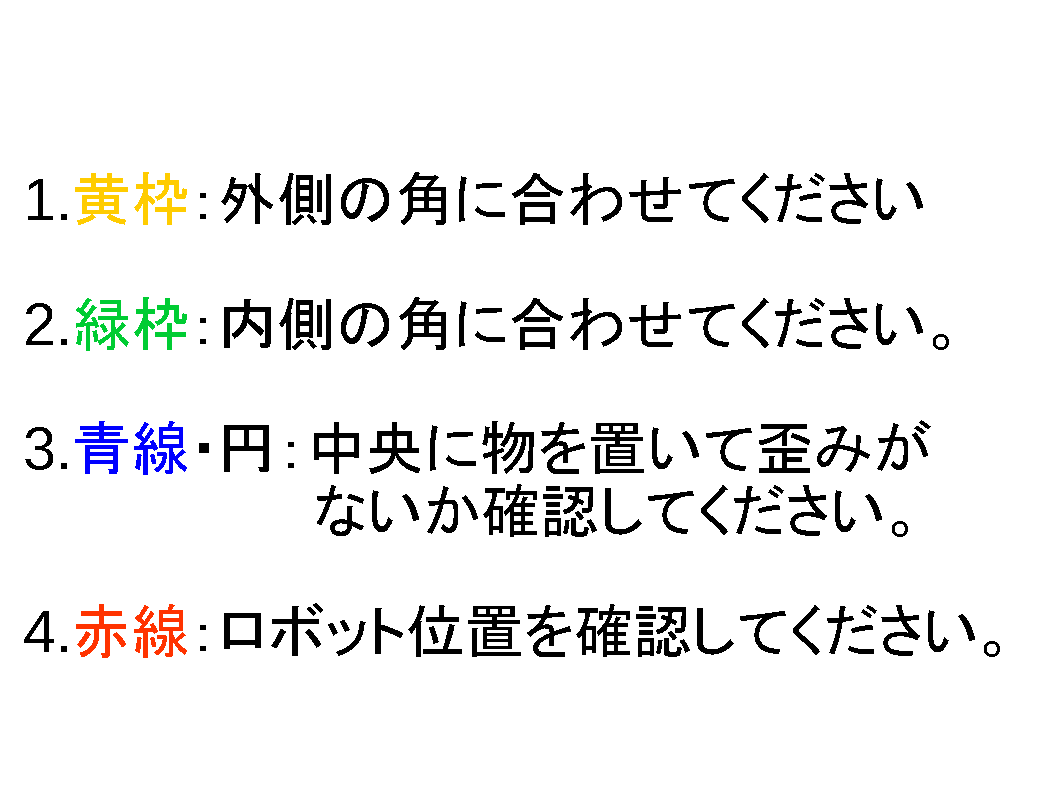 1.黄枠：外側の角に合わせてください
2.緑枠：内側の角に合わせてください。
3.青線・円：中央に物を置いて歪みが
ないか確認してください。
4.赤線：ロボット位置を確認してください。